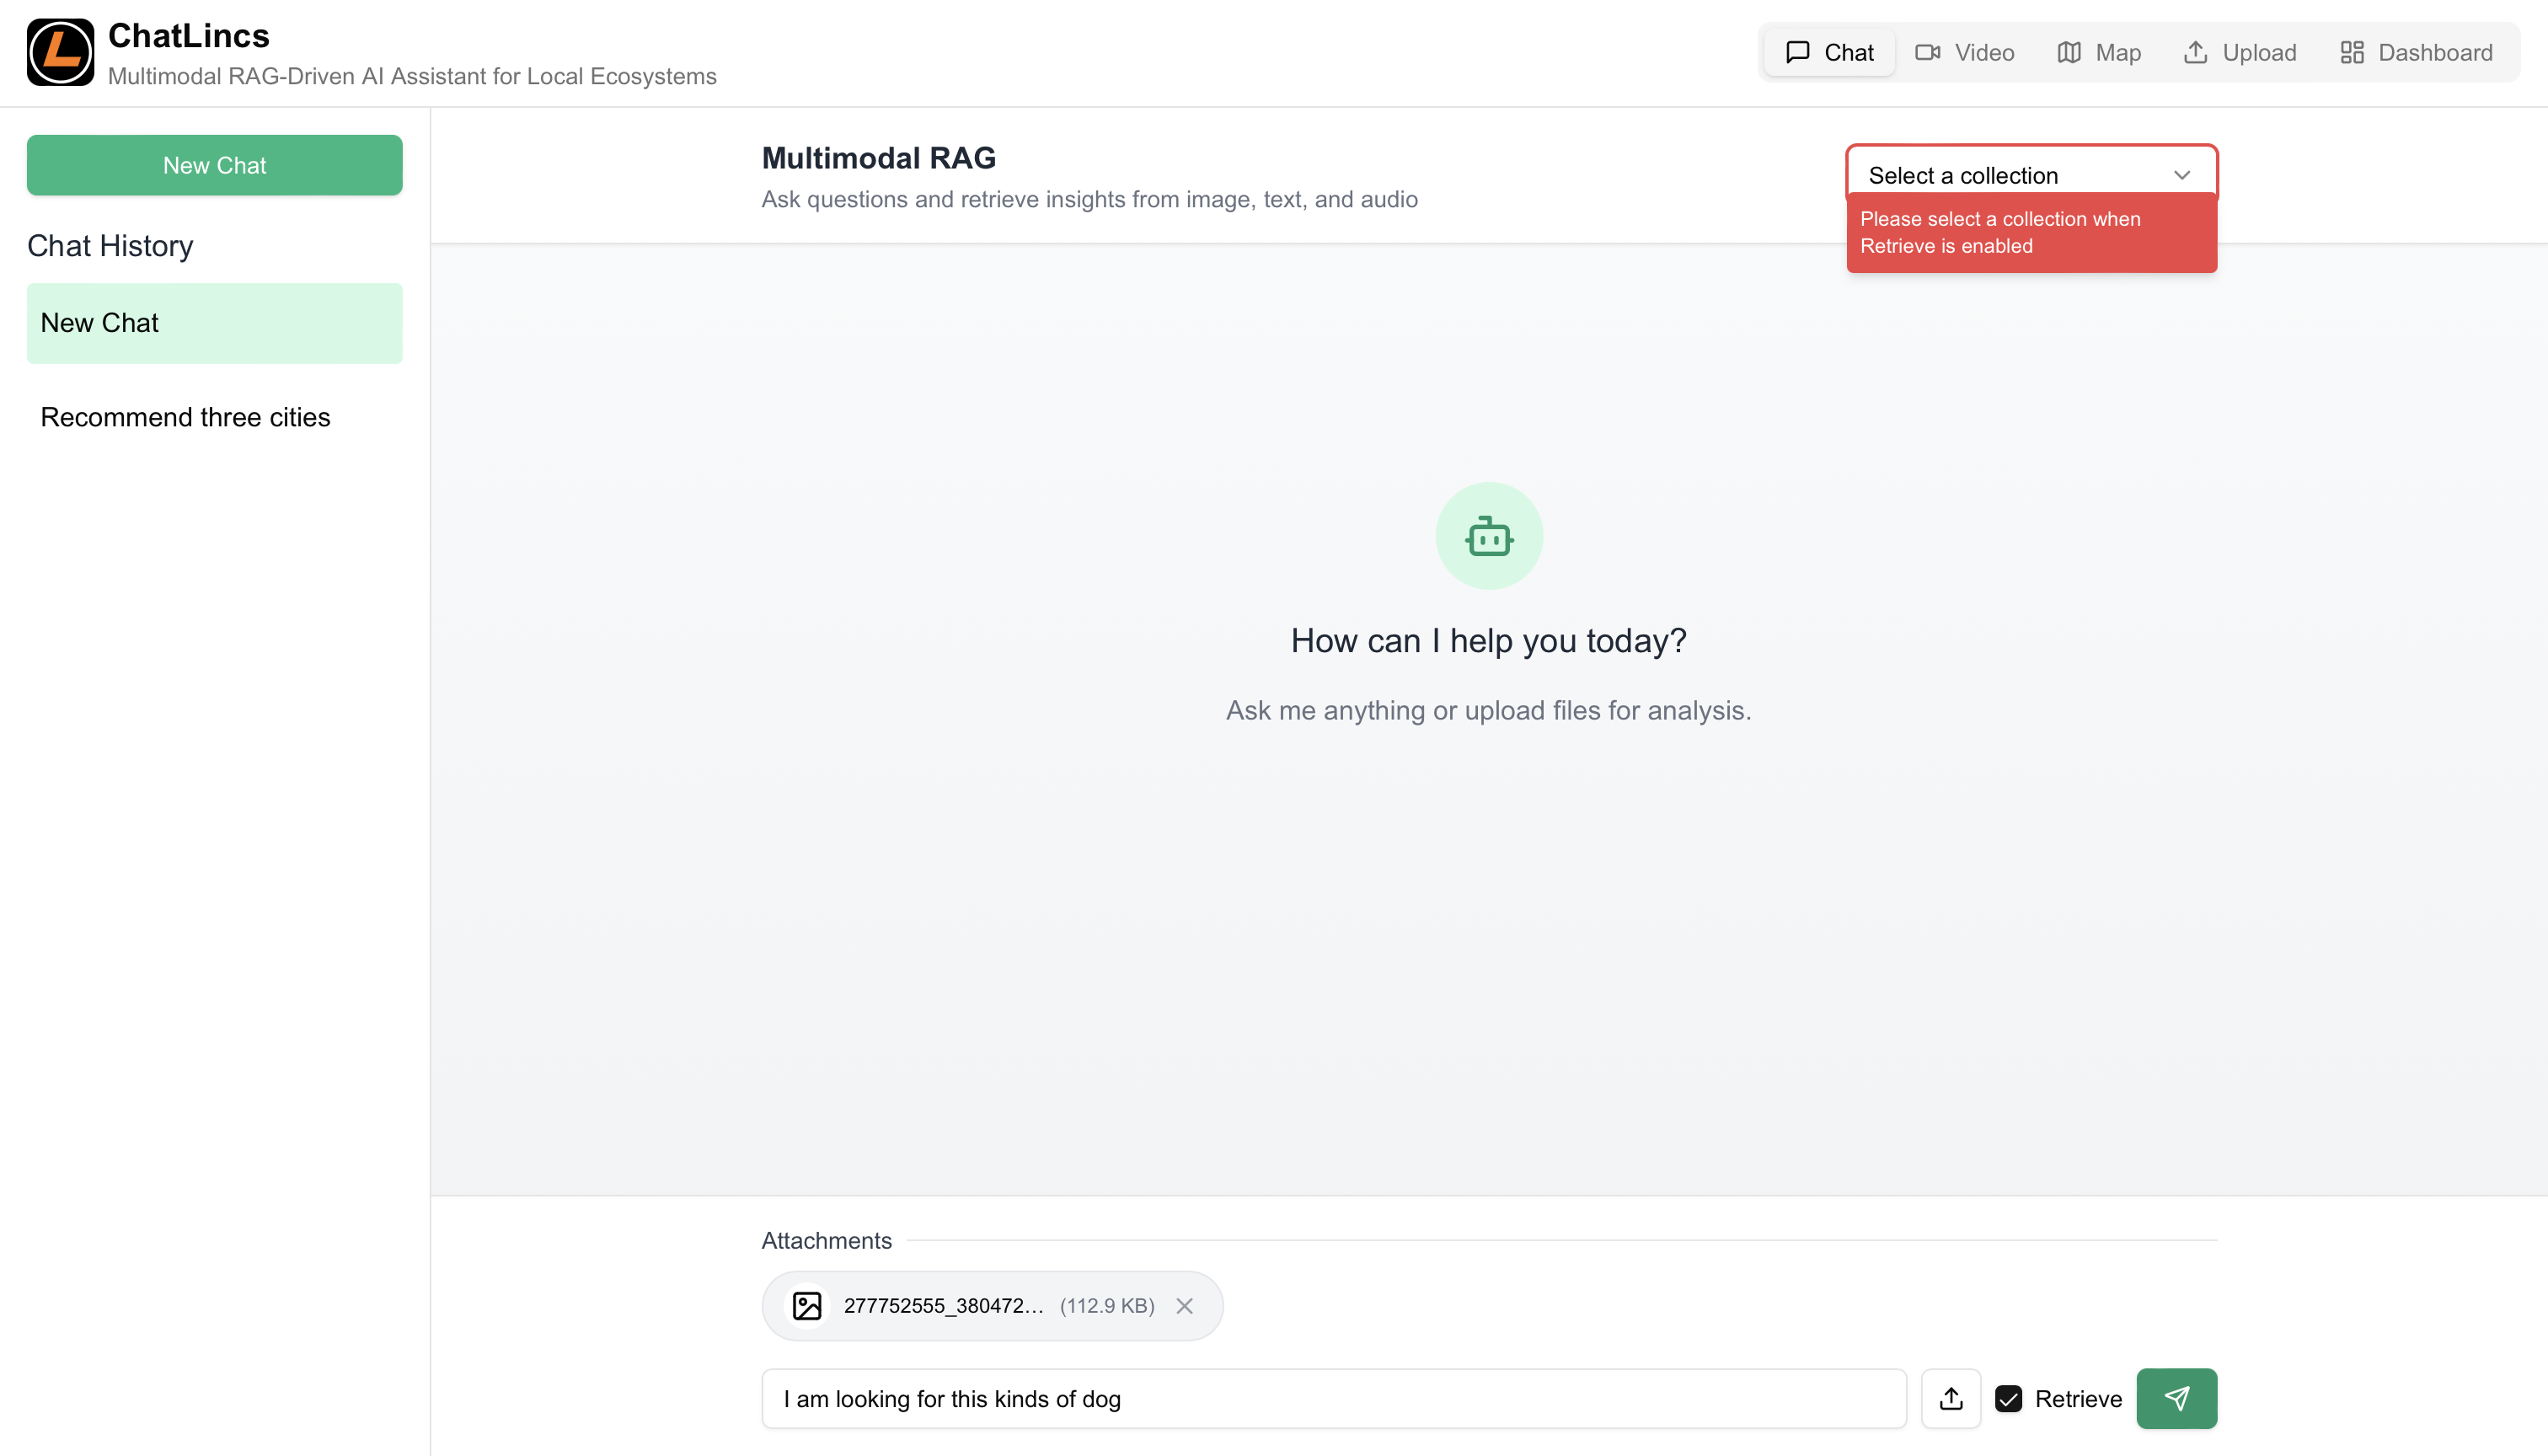 ChatLincs
Multimodal RAG-Driven AI Assistant for Local Ecosystems
Chat
Video
Map
Upload
Dashboard
New Chat
Chat History
New Chat
Recommend three cities
Multimodal RAG
Ask questions and retrieve insights from image, text, and audio
Select a collection
Please select a collection when
Retrieve is enabled
How can I help you today?
Ask me anything or upload files for analysis.
Attachments
277752555_380472... (112.9 KB)
I am looking for this kinds of dog
Retrieve